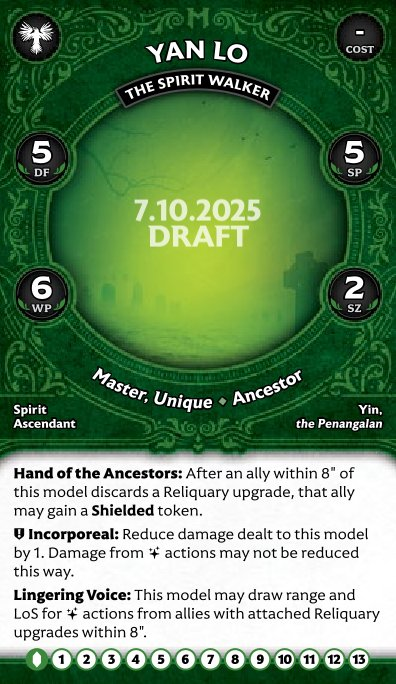 YAN LO
THE SPIRIT WALKER
-
COST
5
DF
5
SP
7.10.2025
DRAFT
6
WP
2
SZ
Master, Unique • Ancestor
Spirit
Ascendant
Yin,
the Penangalan
Hand of the Ancestors: After an ally within 8" of
this model discards a Reliquary upgrade, that ally
may gain a Shielded token.
Incorporeal: Reduce damage dealt to this model
by 1. Damage from actions may not be reduced
this way.
Lingering Voice: This model may draw range and
LoS for actions from allies with attached Reliquary
upgrades within 8".
1 2 3 4 5 6 7 8 9 10 11 12 13